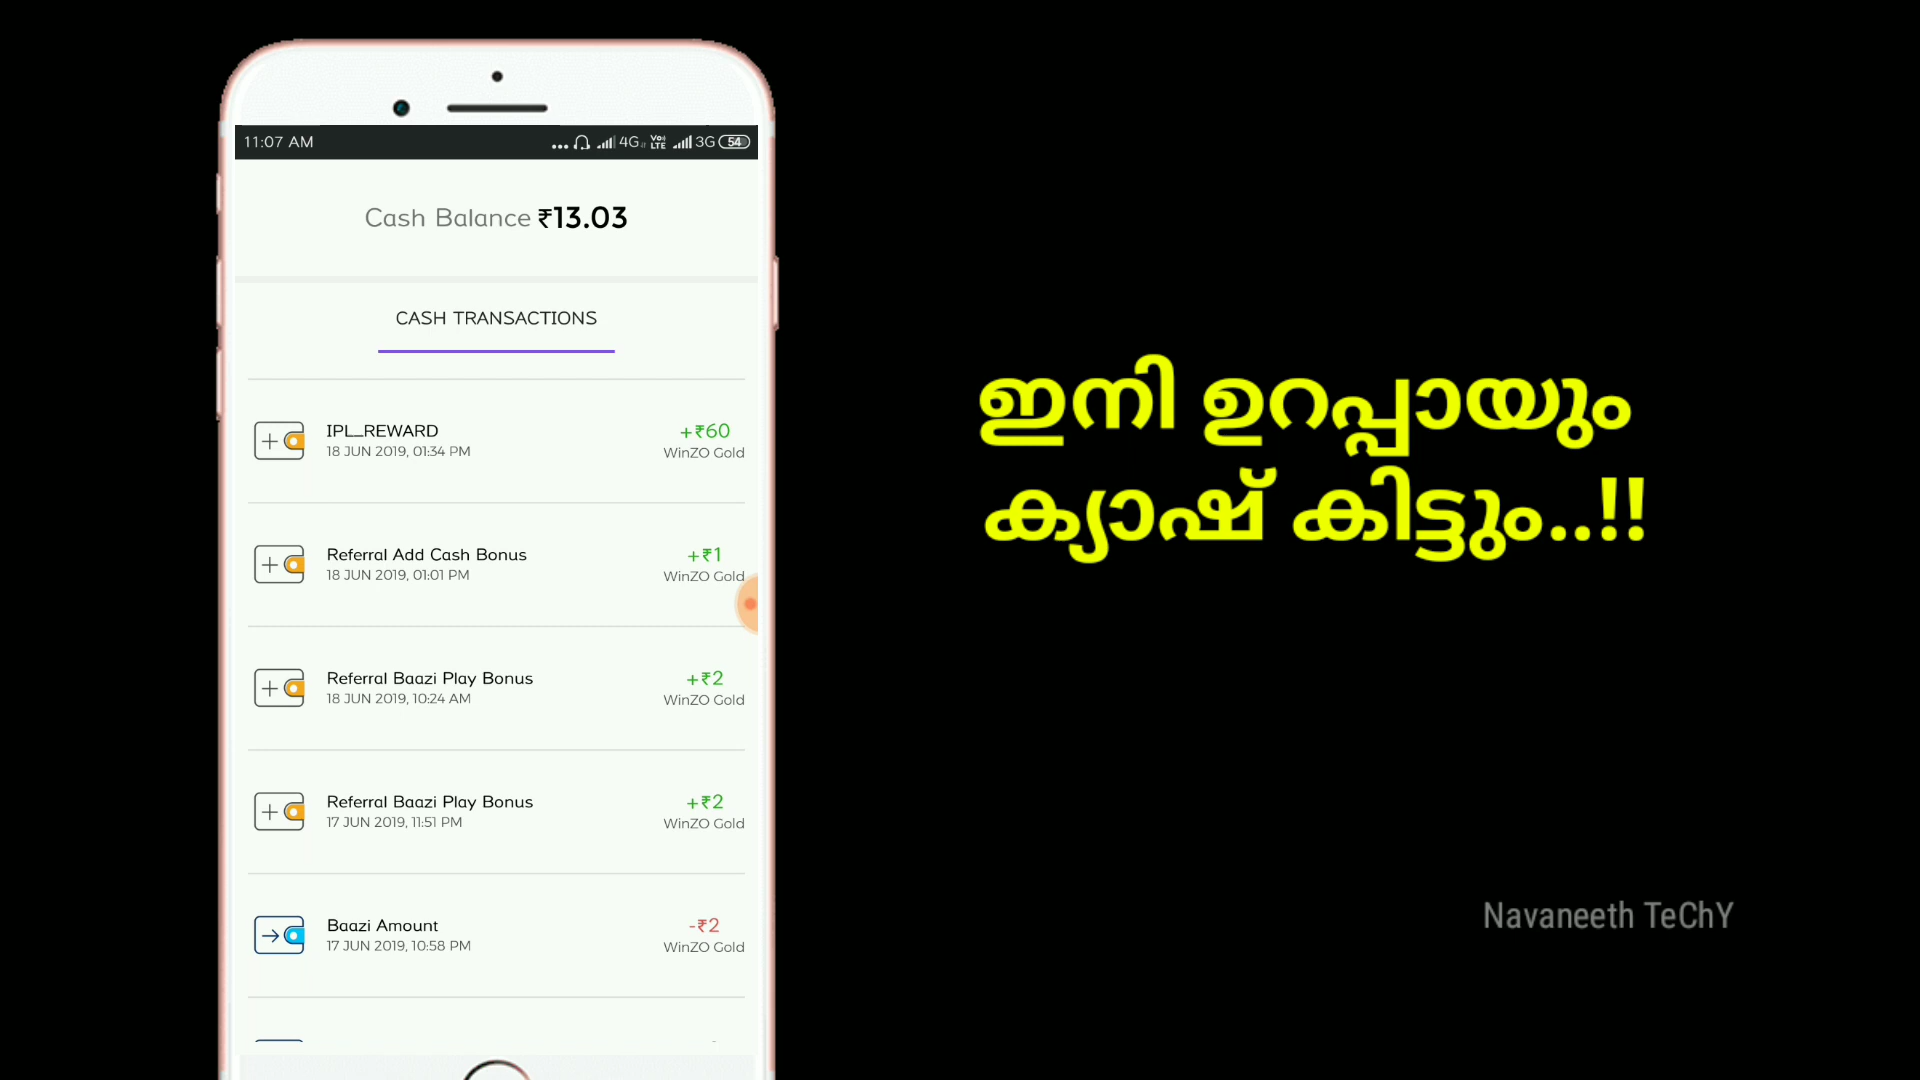 11:07 AM
4G VoLTE 3G 54
Cash Balance ₹13.03
CASH TRANSACTIONS
IPL_REWARD
+₹60
18 JUN 2019, 01:34 PM
WinZO Gold
Referral Add Cash Bonus
+₹1
18 JUN 2019, 01:01 PM
WinZO Gold
Referral Baazi Play Bonus
+₹2
18 JUN 2019, 10:24 AM
WinZO Gold
Referral Baazi Play Bonus
+₹2
17 JUN 2019, 11:51 PM
WinZO Gold
Baazi Amount
-₹2
17 JUN 2019, 10:58 PM
WinZO Gold
ഇനി ഉറപ്പായും
ക്യാഷ് കിട്ടും..!!
Navaneeth TeChY